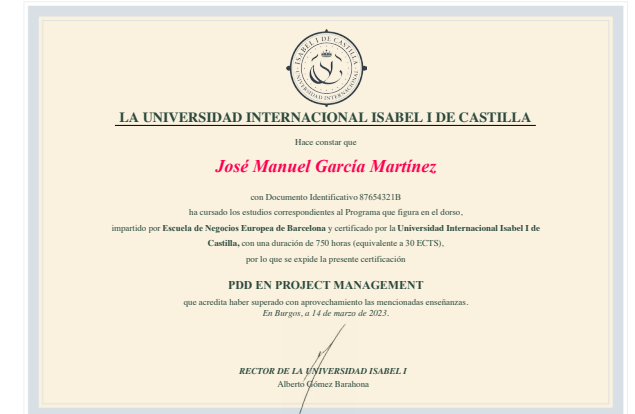 ISABEL I DE CASTILLA
UNIVERSIDAD INTERNACIONAL
LA UNIVERSIDAD INTERNACIONAL ISABEL I DE CASTILLA
Hace constar que
José Manuel García Martínez
con Documento Identificativo 87654321B
ha cursado los estudios correspondientes al Programa que figura en el dorso,
impartido por Escuela de Negocios Europea de Barcelona y certificado por la Universidad Internacional Isabel I de
Castilla, con una duración de 750 horas (equivalente a 30 ECTS),
por lo que se expide la presente certificación
PDD EN PROJECT MANAGEMENT
que acredita haber superado con aprovechamiento las mencionadas enseñanzas.
En Burgos, a 14 de marzo de 2023.
RECTOR DE LA UNIVERSIDAD ISABEL I
Alberto Gómez Barahona